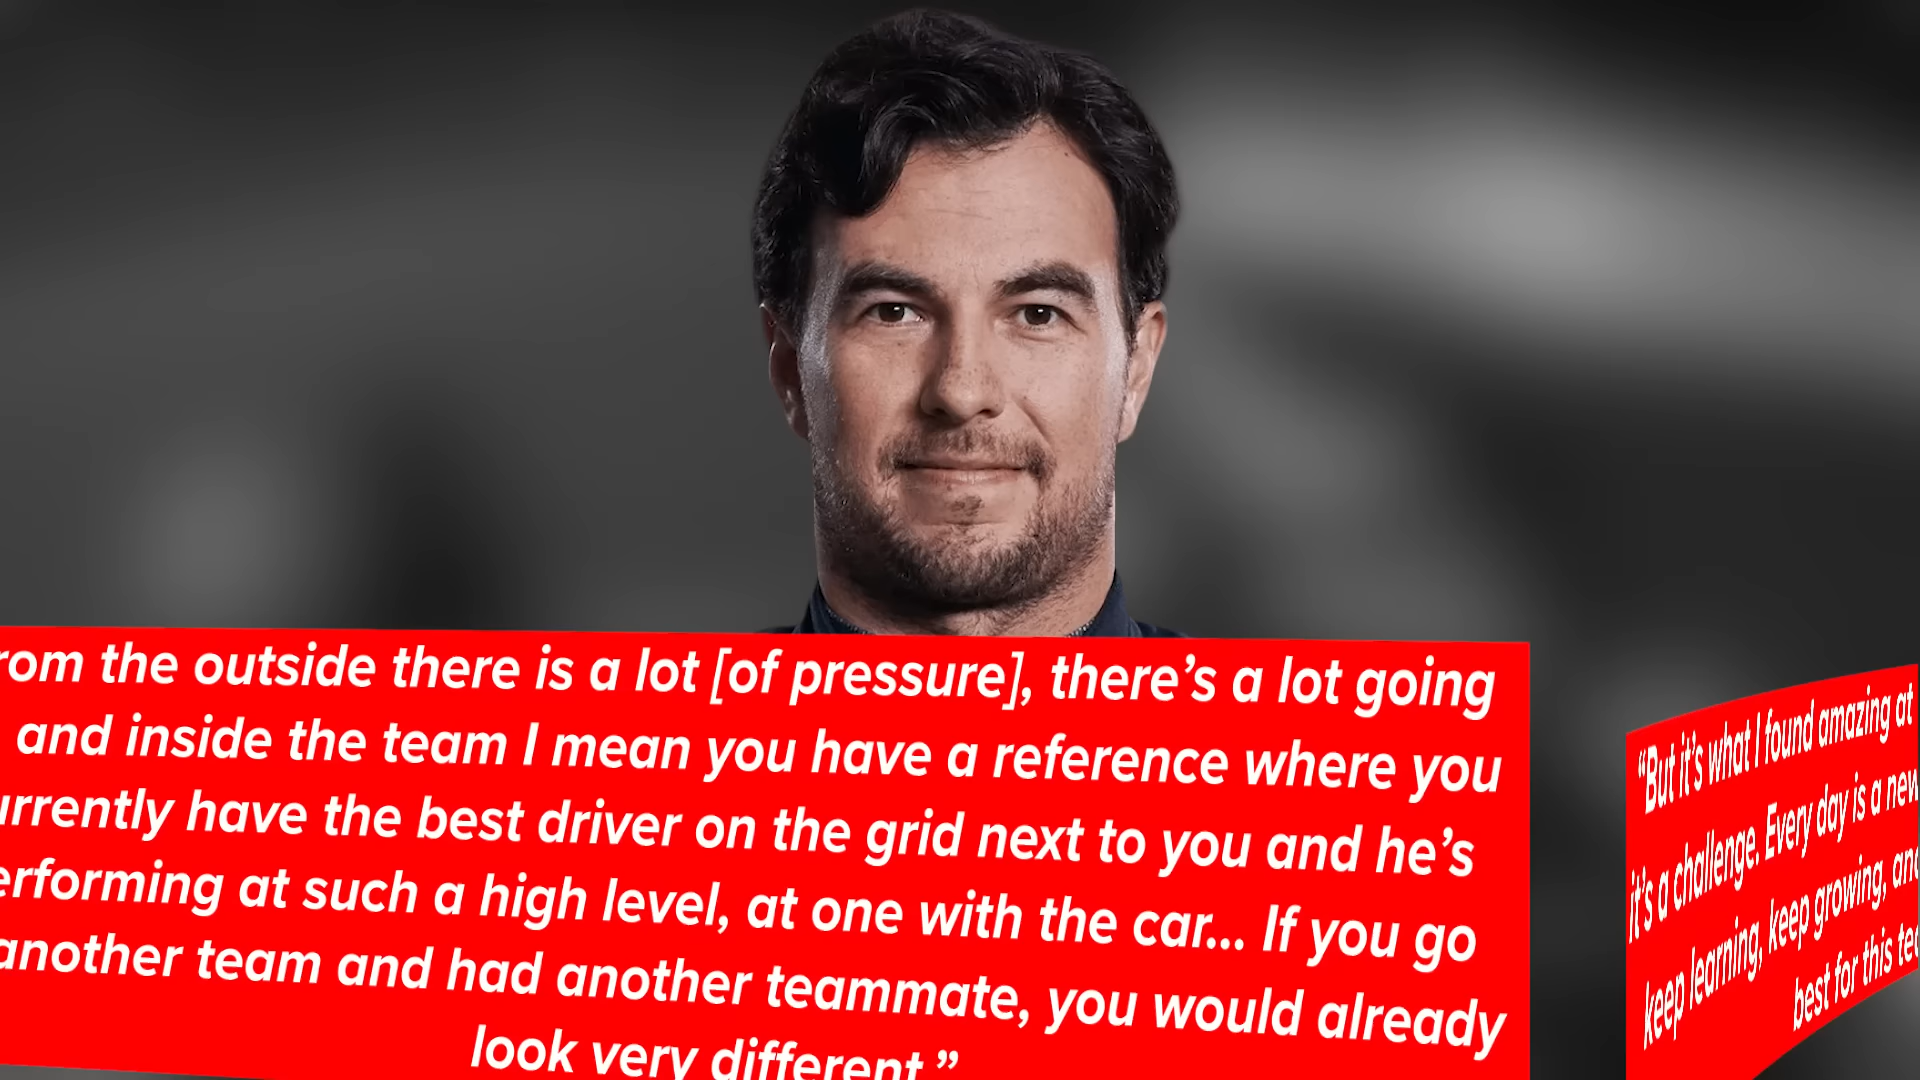 rom the outside there is a lot [of pressure], there's a lot going
and inside the team I mean you have a reference where you
urrently have the best driver on the grid next to you and he's
erforming at such a high level, at one with the car... If you go
another team and had another teammate, you would already
look very different.”
“But it's what I found amazing at
it's a challenge. Every day is a new
keep learning, keep growing, and
best for this